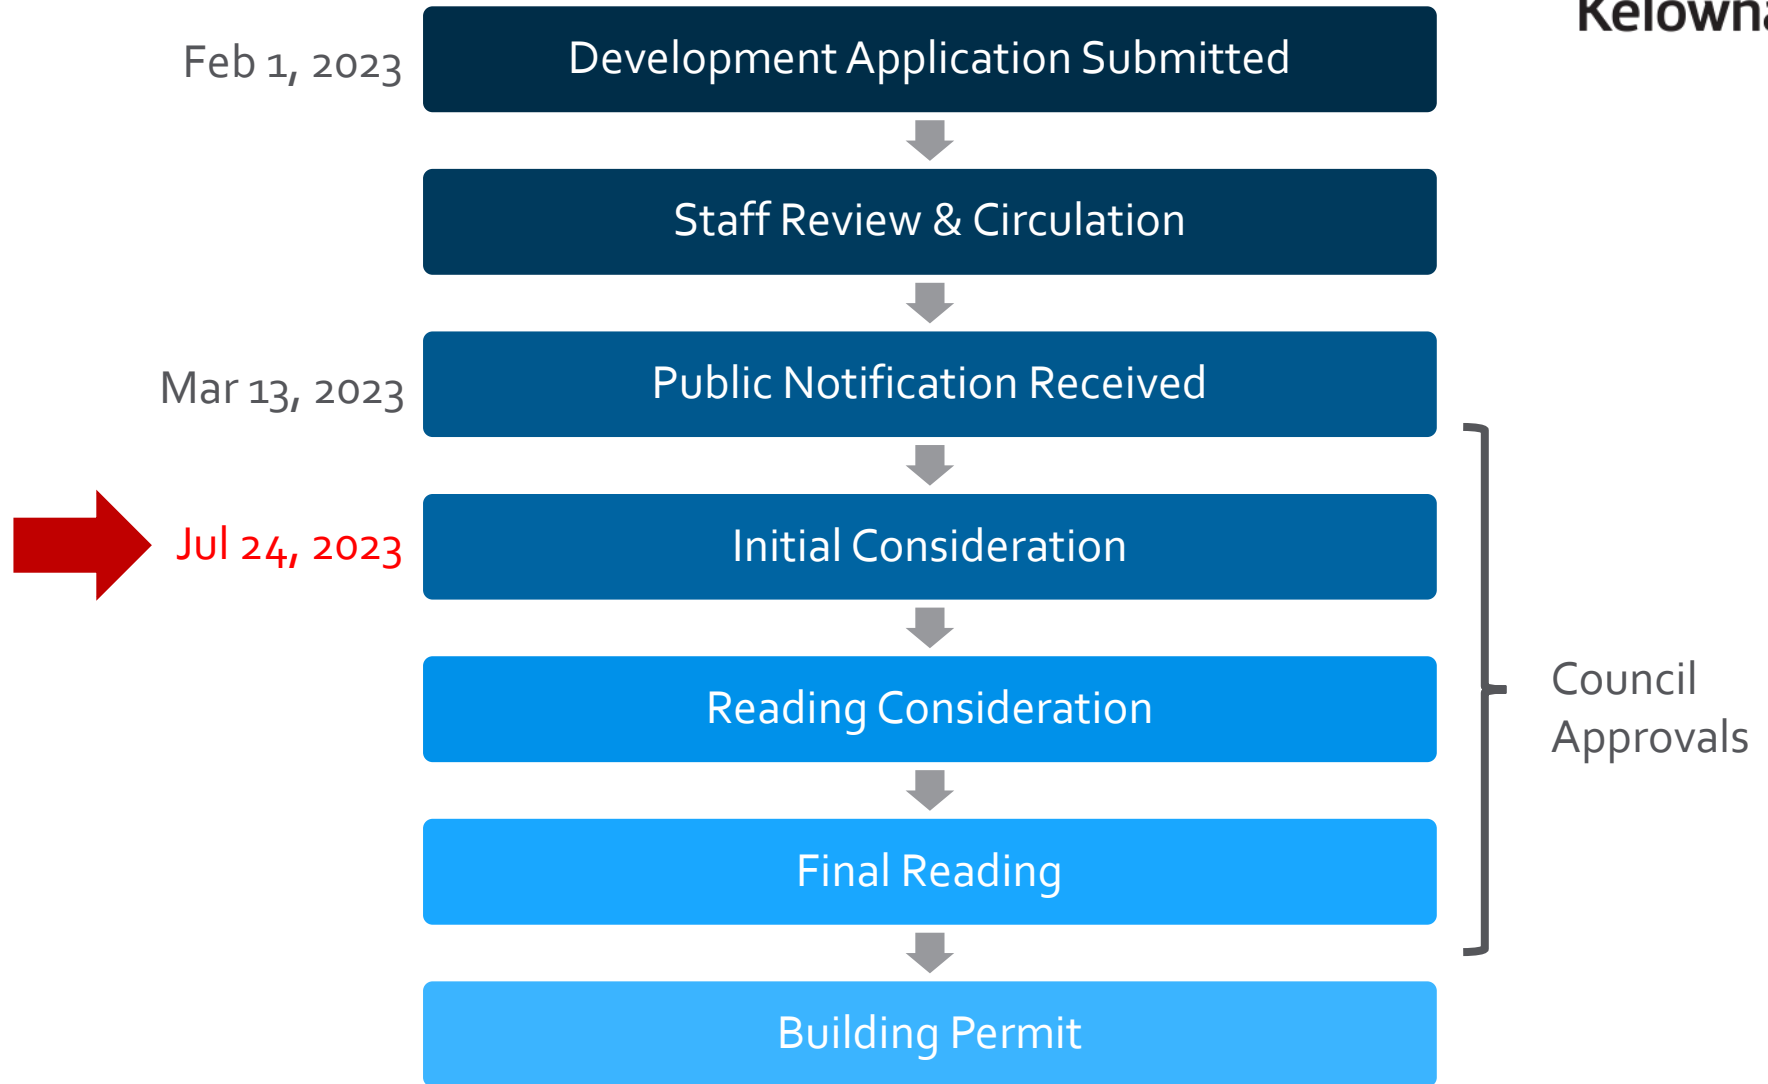 Kelowna
Feb 1, 2023
Development Application Submitted
Staff Review & Circulation
Mar 13, 2023
Public Notification Received
Jul 24, 2023
Initial Consideration
Reading Consideration
Council
Approvals
Final Reading
Building Permit